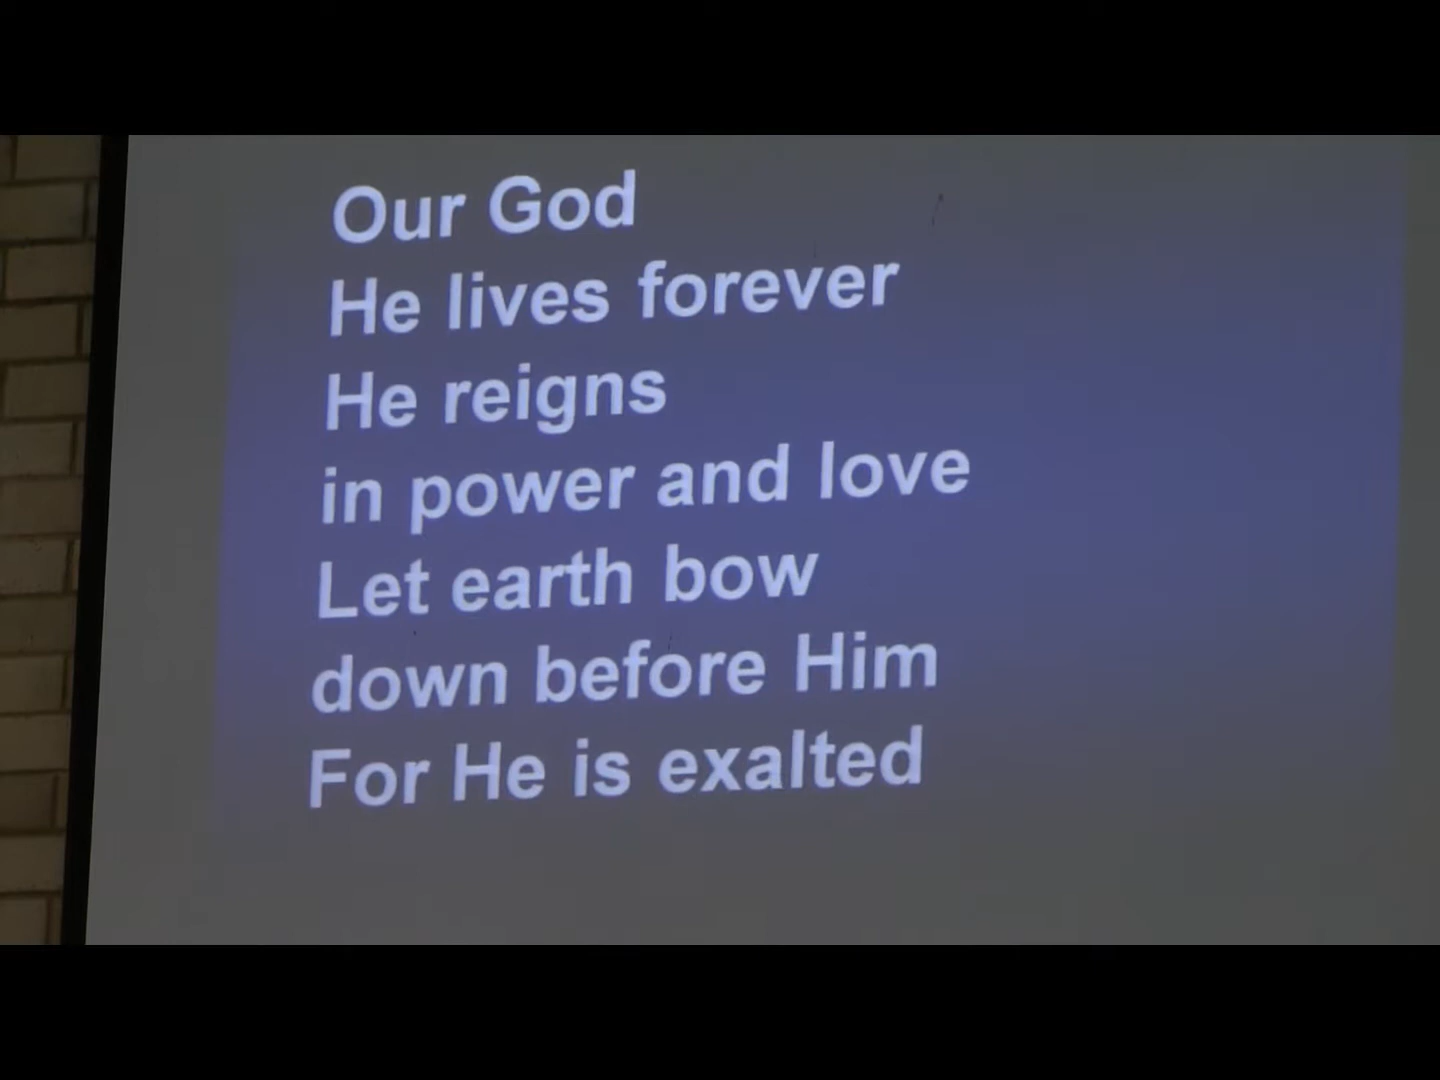 Our God
He lives forever
He reigns
in power and love
Let earth bow
down before Him
For He is exalted